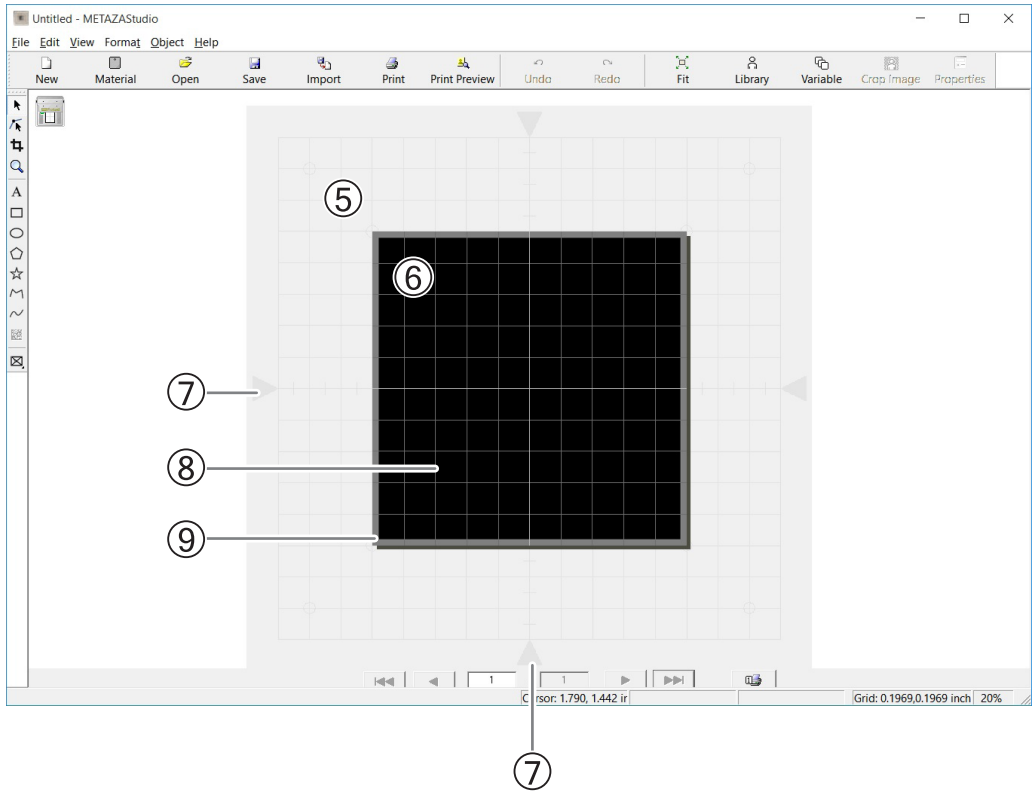 Untitled - METAZAStudio
File Edit View Format Object Help
New Material Open Save Import Print Print Preview Undo Redo Fit Library Variable Crop Image Properties
A
⑤
⑥
⑦
⑧
⑨
1 1
Cursor: 1.790, 1.442 in Grid: 0.1969,0.1969 inch 20%
⑦